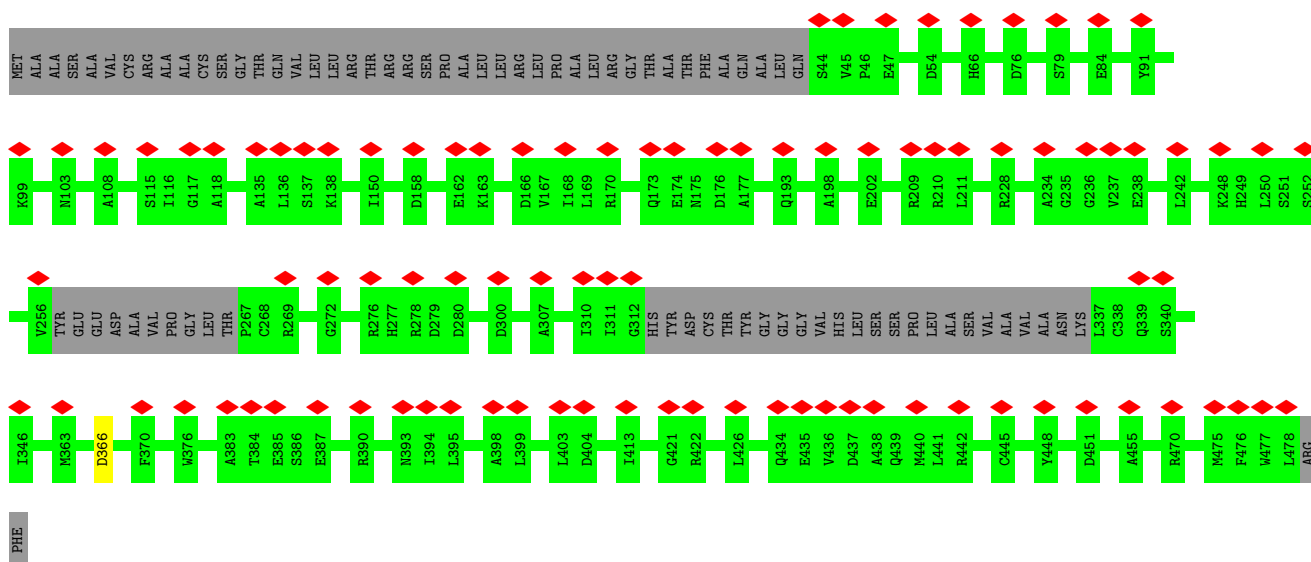 MET ALA ALA SER ALA VAL CYS ARG ALA ALA CYS SER GLY THR GLN VAL LEU LEU ARG THR ARG ARG SER PRO ALA LEU LEU ARG LEU PRO ALA LEU ARG GLY THR ALA THR PHE ALA GLN ALA LEU GLN S44 V45 P46 E47 D54 H66 D76 S79 E84 Y91
K99 N103 A108 S115 I116 G117 A118 A135 L136 S137 K138 I150 D158 E162 K163 D166 V167 I168 L169 R170 Q173 E174 N175 D176 A177 Q193 A198 E202 R209 R210 L211 R228 A234 G235 G236 V237 E238 L242 K248 H249 L250 S251 S252
V256 TYR GLU GLU ASP ALA VAL PRO GLY LEU THR P267 C268 R269 G272 R276 H277 R278 D279 D280 D300 A307 I310 I311 G312 HIS TYR ASP CYS THR TYR GLY GLY GLY VAL HIS LEU SER SER PRO LEU ALA SER VAL ALA VAL ALA ASN LYS L337 C338 Q339 S340
I346 M363 D366 F370 W376 A383 T384 E385 S386 E387 R390 N393 I394 L395 A398 L399 L403 D404 I413 G421 R422 L426 Q434 E435 V436 D437 A438 Q439 M440 L441 R442 C445 Y448 D451 A455 R470 M475 F476 W477 L478 ARG
PHE